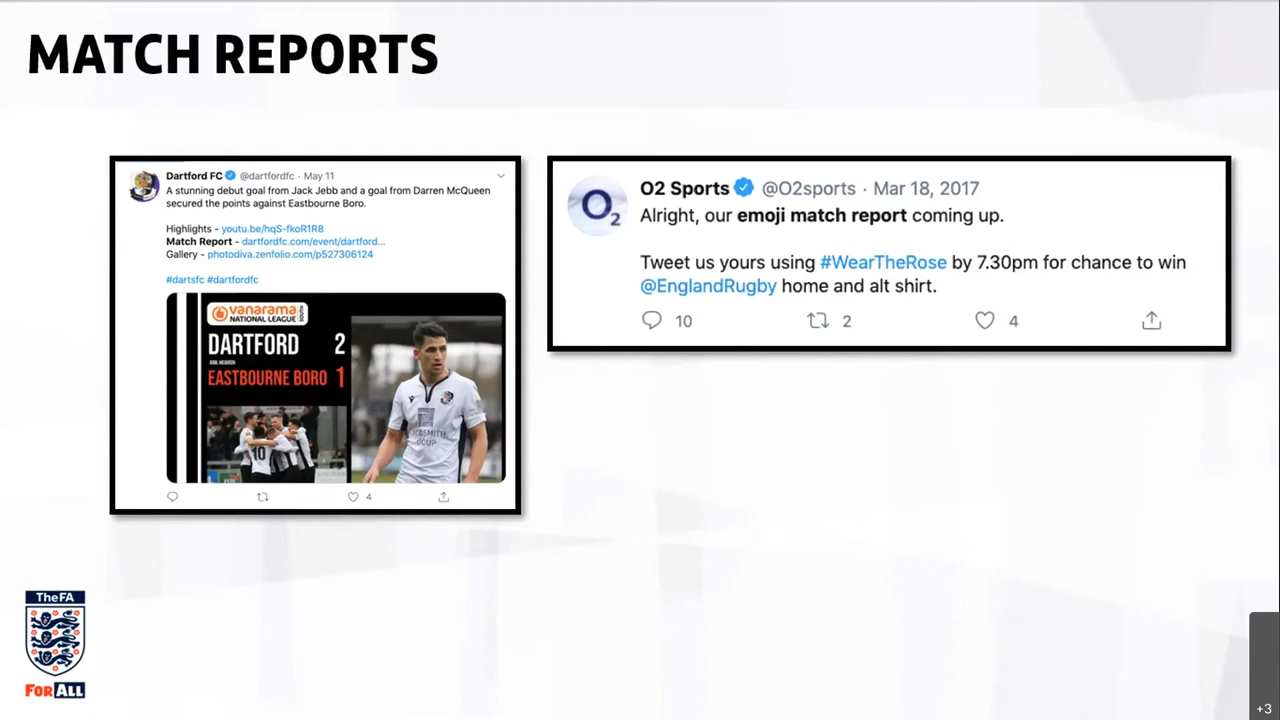 MATCH REPORTS
Dartford FC @dartfordfc · May 11
A stunning debut goal from Jack Jebb and a goal from Darren McQueen
secured the points against Eastbourne Boro.
Highlights - youtu.be/hqS-fkoR1R8
Match Report - dartfordfc.com/event/dartford...
Gallery - photodiva.zenfolio.com/p527306124
#dartsfc #dartfordfc
vanarama
NATIONAL LEAGUE SOUTH
DARTFORD 2
EASTBOURNE BORO 1
10
4
O2 Sports @O2sports · Mar 18, 2017
Alright, our emoji match report coming up.
Tweet us yours using #WearTheRose by 7.30pm for chance to win
@EnglandRugby home and alt shirt.
10 2 4
O2
The FA
FOR ALL
+3